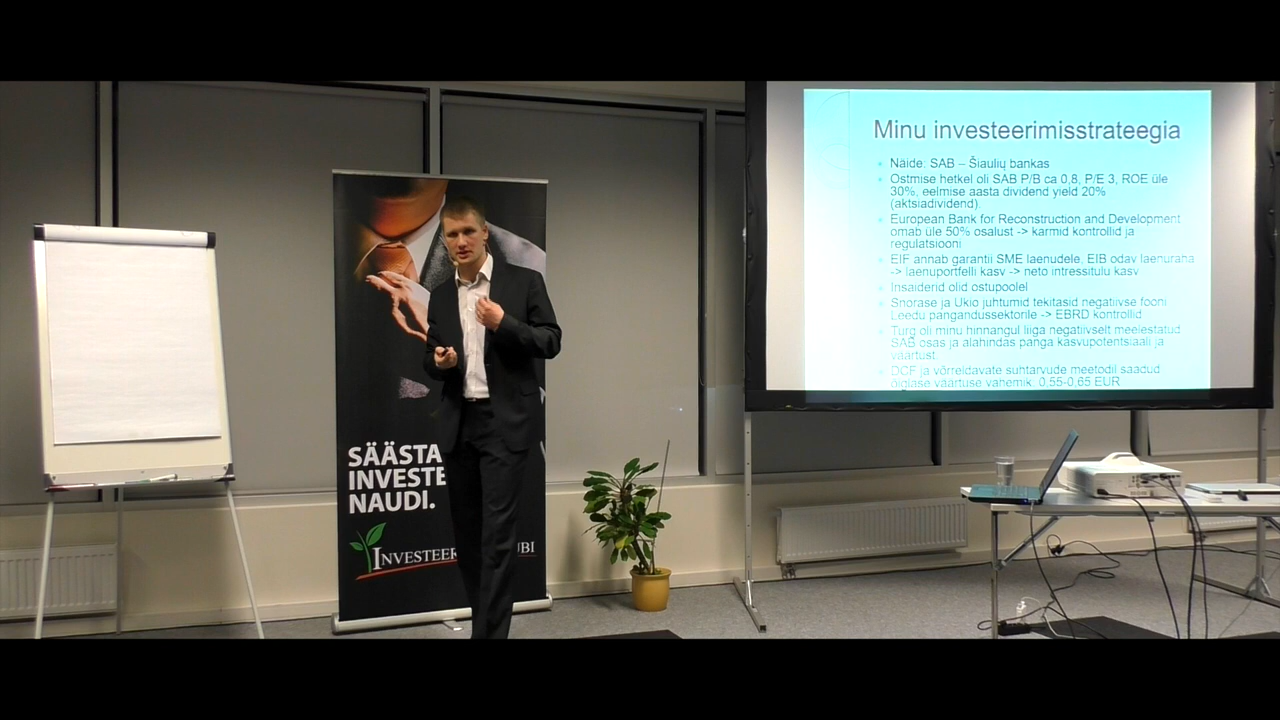 SÄÄSTA
INVESTE
NAUDI.
INVESTEER UBI
Minu investeerimisstrateegia
Näide: SAB – Šiaulių bankas
Ostmise hetkel oli SAB P/B ca 0,8, P/E 3, ROE üle
30%, eelmise aasta dividend yield 20%
(aktsiadividend).
European Bank for Reconstruction and Development
omab üle 50% osalust -> karmid kontrollid ja
regulatsiooni
EIF annab garantii SME laenudele, EIB odav laenuraha
-> laenuportfelli kasv -> neto intressitulu kasv
Insaiderid olid ostupoolel
Snorase ja Ukio juhtumid tekitasid negatiivse fooni
Leedu pangandussektorile -> EBRD kontrollid
Turg oli minu hinnangul liiga negatiivselt meelestatud
SAB osas ja alahindas panga kasvupotentsiaali ja
väärtust.
DCF ja võrreldavate suhtarvude meetodil saadud
õiglase väärtuse vahemik: 0,55-0,65 EUR